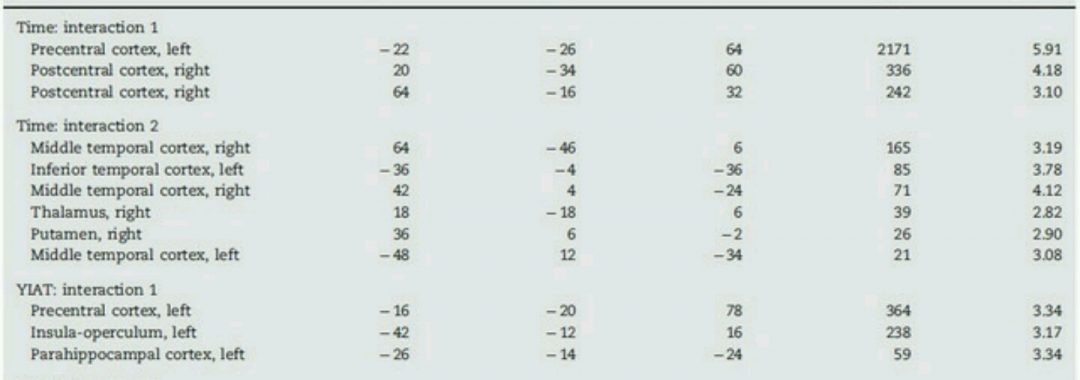 Time: interaction 1
Precentral cortex, left −22 −26 64 2171 5.91
Postcentral cortex, right 20 −34 60 336 4.18
Postcentral cortex, right 64 −16 32 242 3.10
Time: interaction 2
Middle temporal cortex, right 64 −46 6 165 3.19
Inferior temporal cortex, left −36 −4 −36 85 3.78
Middle temporal cortex, right 42 4 −24 71 4.12
Thalamus, right 18 −18 6 39 2.82
Putamen, right 36 6 −2 26 2.90
Middle temporal cortex, left −48 12 −34 21 3.08
YIAT: interaction 1
Precentral cortex, left −16 −20 78 364 3.34
Insula-operculum, left −42 −12 16 238 3.17
Parahippocampal cortex, left −26 −14 −24 59 3.34